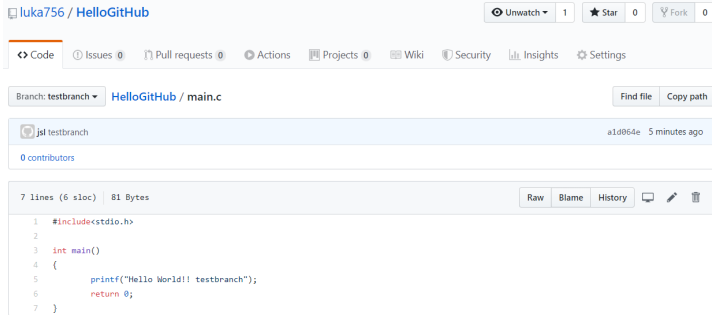 luka756 / HelloGitHub
Unwatch 1 Star 0 Fork 0
Code Issues 0 Pull requests 0 Actions Projects 0 Wiki Security Insights Settings
Branch: testbranch HelloGitHub / main.c Find file Copy path
jsl testbranch a1d064e 5 minutes ago
0 contributors
7 lines (6 sloc) 81 Bytes Raw Blame History
1 #include<stdio.h>
2
3 int main()
4 {
5 printf("Hello World!! testbranch");
6 return 0;
7 }